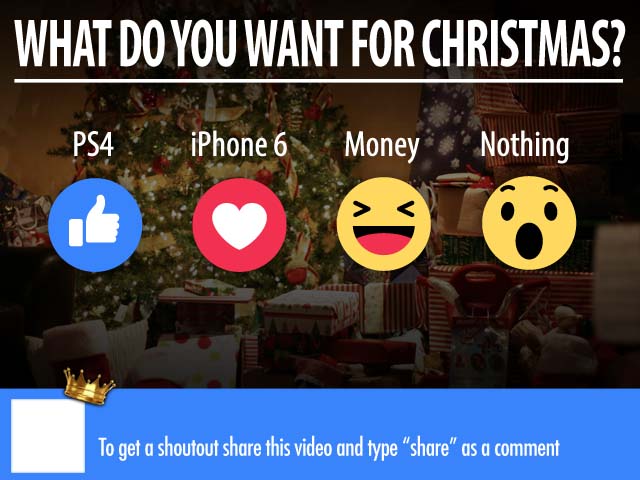 WHAT DO YOU WANT FOR CHRISTMAS?
PS4 iPhone 6 Money Nothing
To get a shoutout share this video and type “share” as a comment